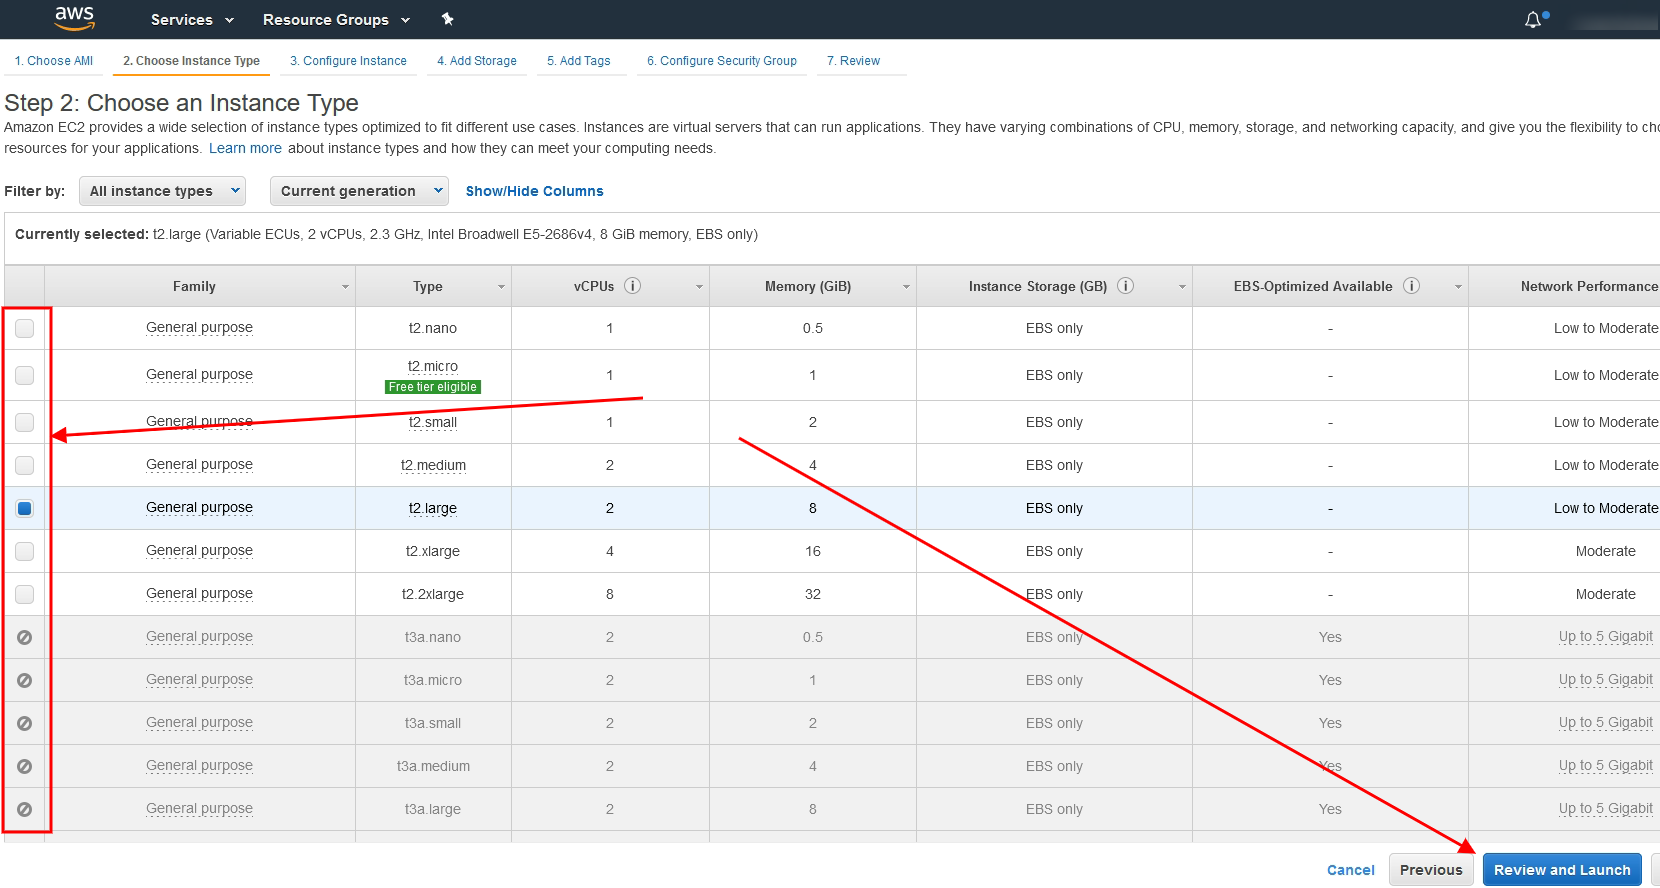 aws Services Resource Groups
1. Choose AMI 2. Choose Instance Type 3. Configure Instance 4. Add Storage 5. Add Tags 6. Configure Security Group 7. Review
Step 2: Choose an Instance Type
Amazon EC2 provides a wide selection of instance types optimized to fit different use cases. Instances are virtual servers that can run applications. They have varying combinations of CPU, memory, storage, and networking capacity, and give you the flexibility to
resources for your applications. Learn more about instance types and how they can meet your computing needs.
Filter by: All instance types Current generation Show/Hide Columns
Currently selected: t2.large (Variable ECUs, 2 vCPUs, 2.3 GHz, Intel Broadwell E5-2686v4, 8 GiB memory, EBS only)
Family Type vCPUs i Memory (GiB) Instance Storage (GB) i EBS-Optimized Available i Network Performance
General purpose t2.nano 1 0.5 EBS only - Low to Moderate
General purpose t2.micro 1 1 EBS only - Low to Moderate
Free tier eligible
General purpose t2.small 1 2 EBS only - Low to Moderate
General purpose t2.medium 2 4 EBS only - Low to Moderate
General purpose t2.large 2 8 EBS only - Low to Moderate
General purpose t2.xlarge 4 16 EBS only - Moderate
General purpose t2.2xlarge 8 32 EBS only - Moderate
General purpose t3a.nano 2 0.5 EBS only Yes Up to 5 Gigabit
General purpose t3a.micro 2 1 EBS only Yes Up to 5 Gigabit
General purpose t3a.small 2 2 EBS only Yes Up to 5 Gigabit
General purpose t3a.medium 2 4 EBS only Yes Up to 5 Gigabit
General purpose t3a.large 2 8 EBS only Yes Up to 5 Gigabit
Cancel Previous Review and Launch